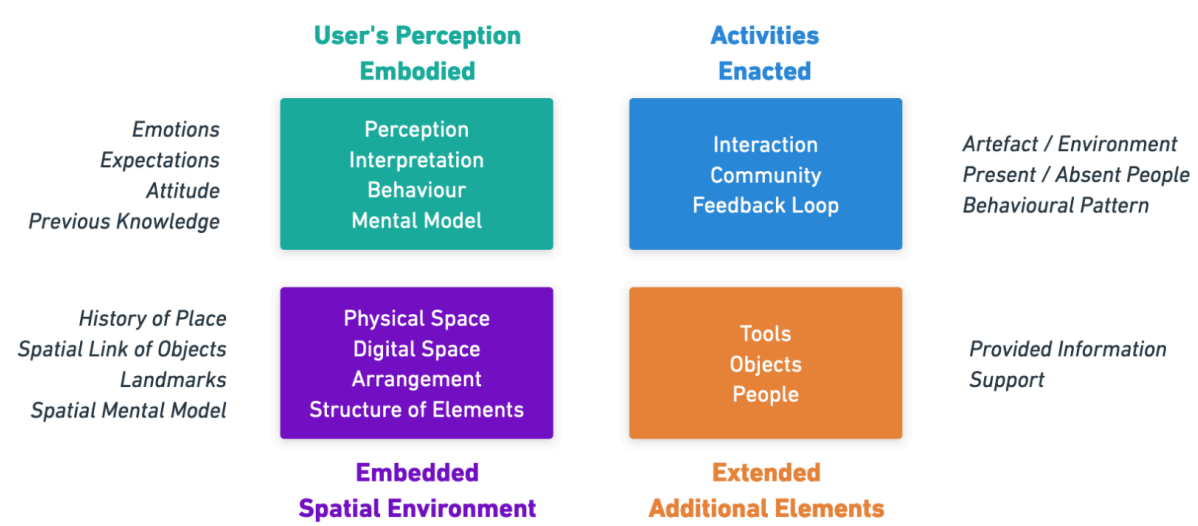 User's Perception
Embodied
Activities
Enacted
Emotions
Expectations
Attitude
Previous Knowledge
Perception
Interpretation
Behaviour
Mental Model
Interaction
Community
Feedback Loop
Artefact / Environment
Present / Absent People
Behavioural Pattern
History of Place
Spatial Link of Objects
Landmarks
Spatial Mental Model
Physical Space
Digital Space
Arrangement
Structure of Elements
Tools
Objects
People
Provided Information
Support
Embedded
Spatial Environment
Extended
Additional Elements